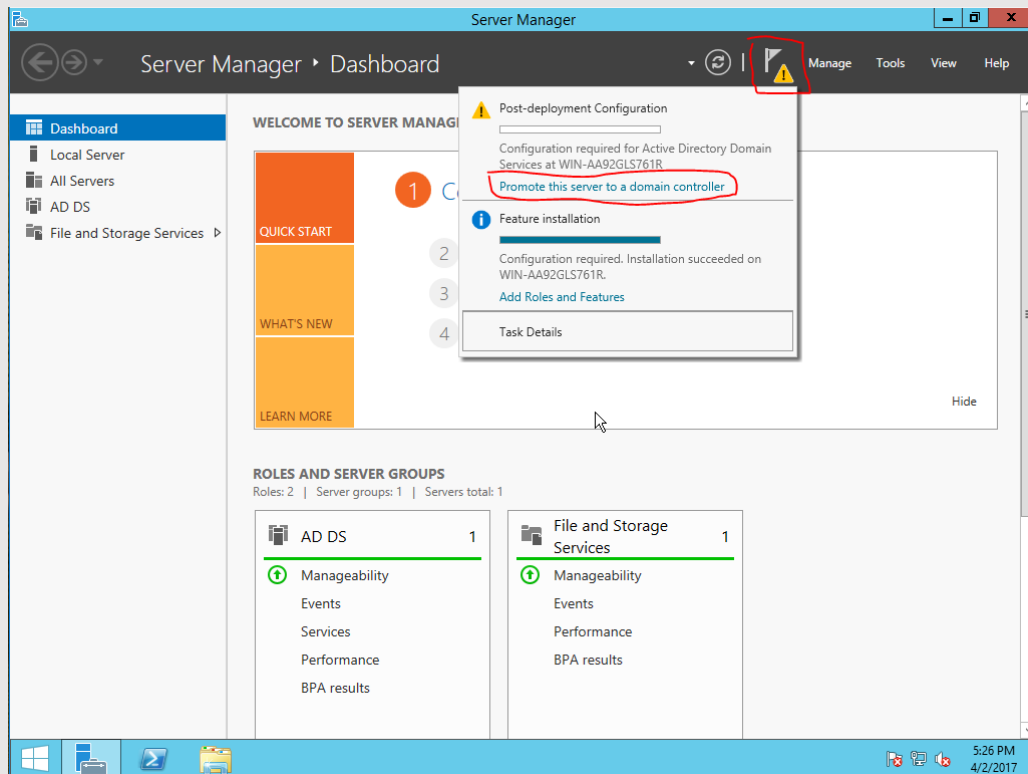 Server Manager
Server Manager • Dashboard
Manage Tools View Help
Dashboard
Local Server
All Servers
AD DS
File and Storage Services
WELCOME TO SERVER MANAG
QUICK START
WHAT'S NEW
LEARN MORE
1
2
3
4
Post-deployment Configuration
Configuration required for Active Directory Domain
Services at WIN-AA92GLS761R
Promote this server to a domain controller
Feature installation
Configuration required. Installation succeeded on
WIN-AA92GLS761R.
Add Roles and Features
Task Details
Hide
ROLES AND SERVER GROUPS
Roles: 2 | Server groups: 1 | Servers total: 1
AD DS 1
Manageability
Events
Services
Performance
BPA results
File and Storage
Services
1
Manageability
Events
Performance
BPA results
5:26 PM
4/2/2017